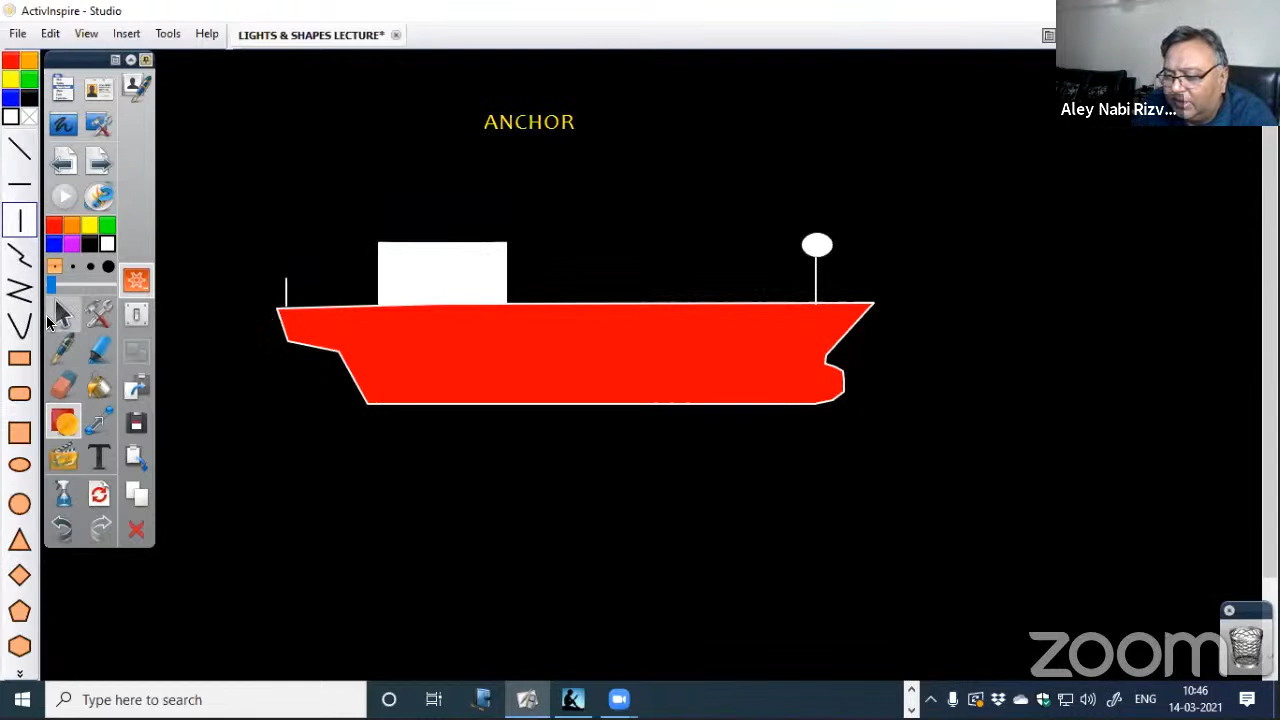 ActivInspire - Studio
File Edit View Insert Tools Help LIGHTS & SHAPES LECTURE*
Aley Nabi Rizv...
ANCHOR
T
zoom
Type here to search
ENG
10:46
14-03-2021